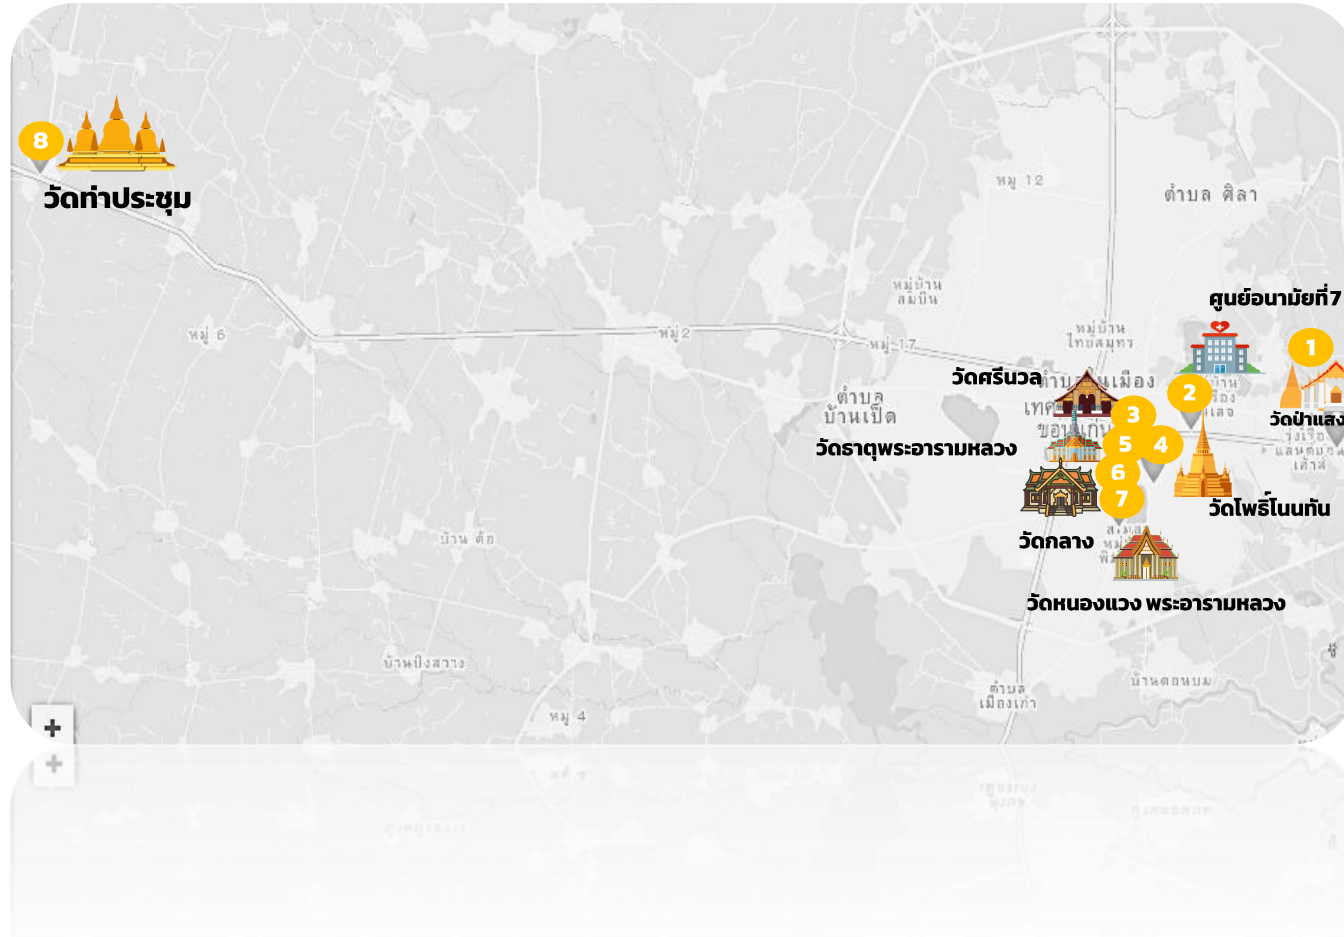 8
วัดท่าประชุม
หมู่ 12
ตำบล ศิลา
หมู่บ้าน
สมบัน
ศูนย์อนามัยที่7
หมู่ 6
หมู่2
หมู่ 17
หมู่บ้าน
ไทยสมุทร
1
วัดศรีนวล
2
ตำบล
บ้านเป็ด
3
วัดป่าแสง
วัดธาตุพระอารามหลวง
5
4
6
7
วัดโพธิ์โนนทัน
วัดกลาง
บ้าน ค้อ
วัดหนองแวง พระอารามหลวง
บ้านบึงสวาง
บ้านดอนบม
ตำบล
เมืองเก่า
หมู่ 4
+